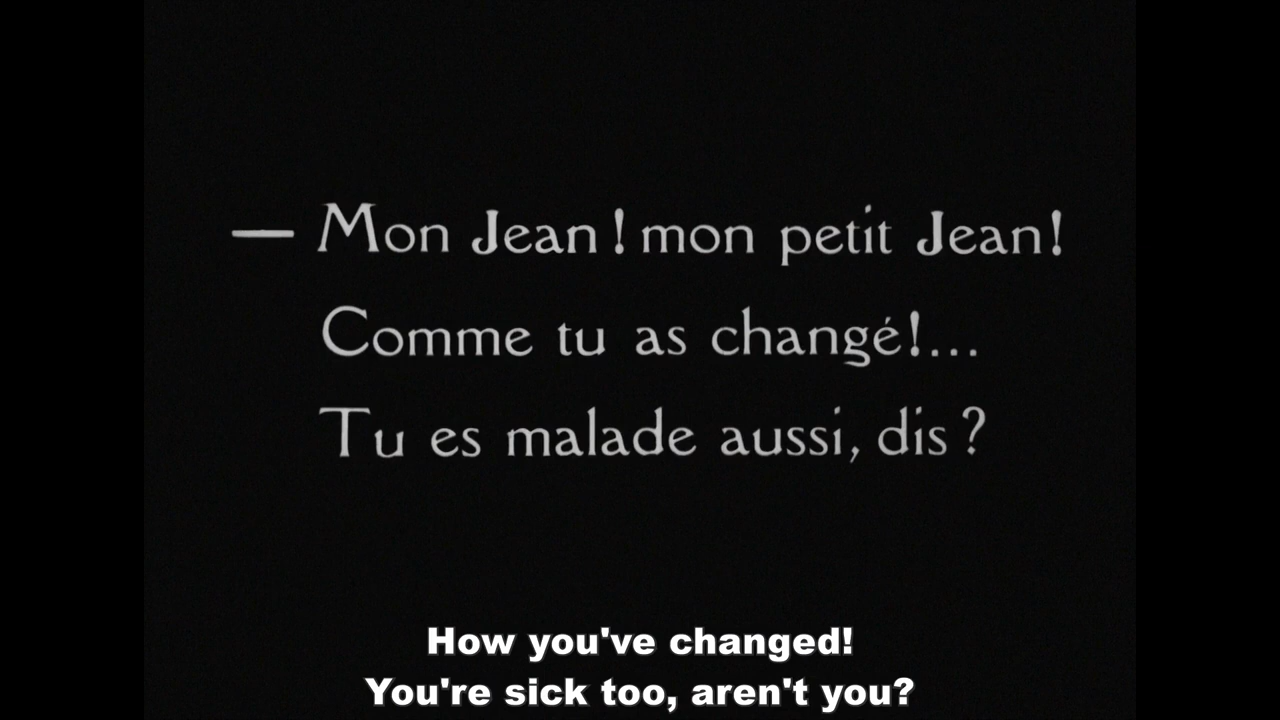 — Mon Jean ! mon petit Jean!
Comme tu as changé!...
Tu es malade aussi, dis ?
How you've changed!
You're sick too, aren't you?